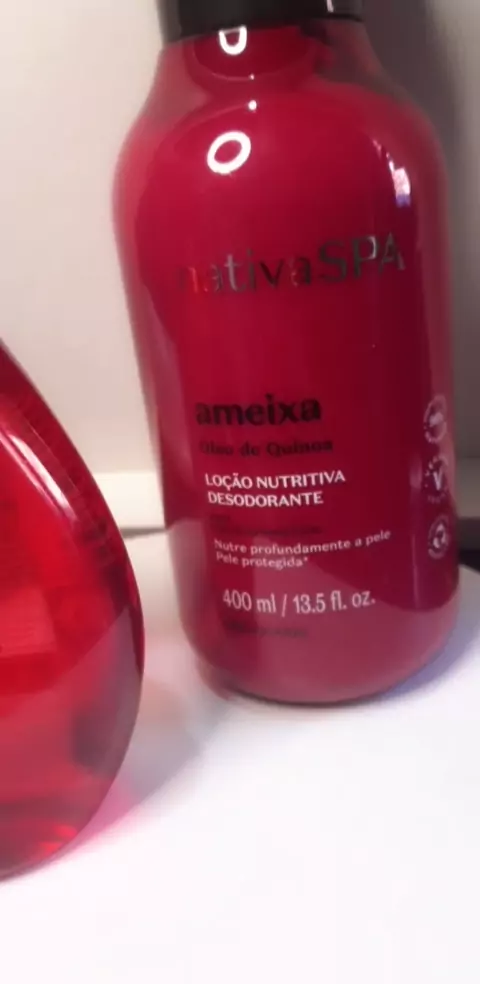 nativaSPA
ameixa
Óleo de Quinoa
LOÇÃO NUTRITIVA
DESODORANTE
Nutre profundamente a pele
Pele protegida*
400 ml / 13.5 fl. oz.